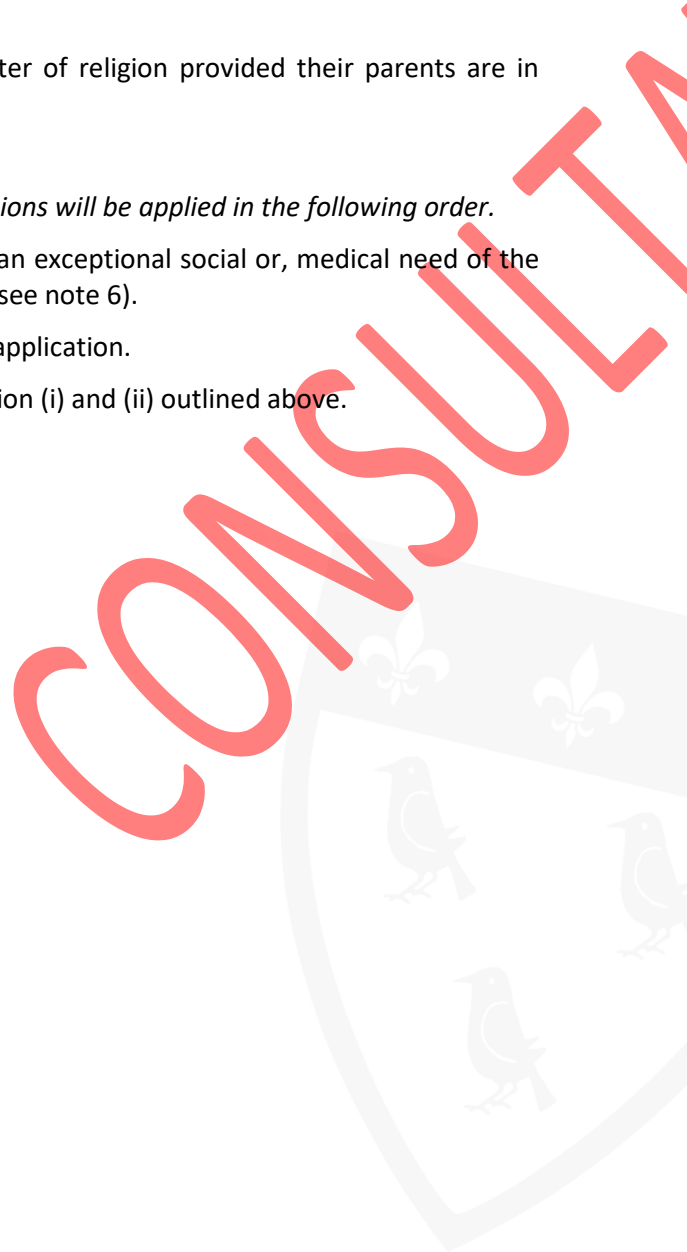 ter of religion provided their parents are in
ions will be applied in the following order.
an exceptional social or, medical need of the
see note 6).
application.
ion (i) and (ii) outlined above.
CONSULTA